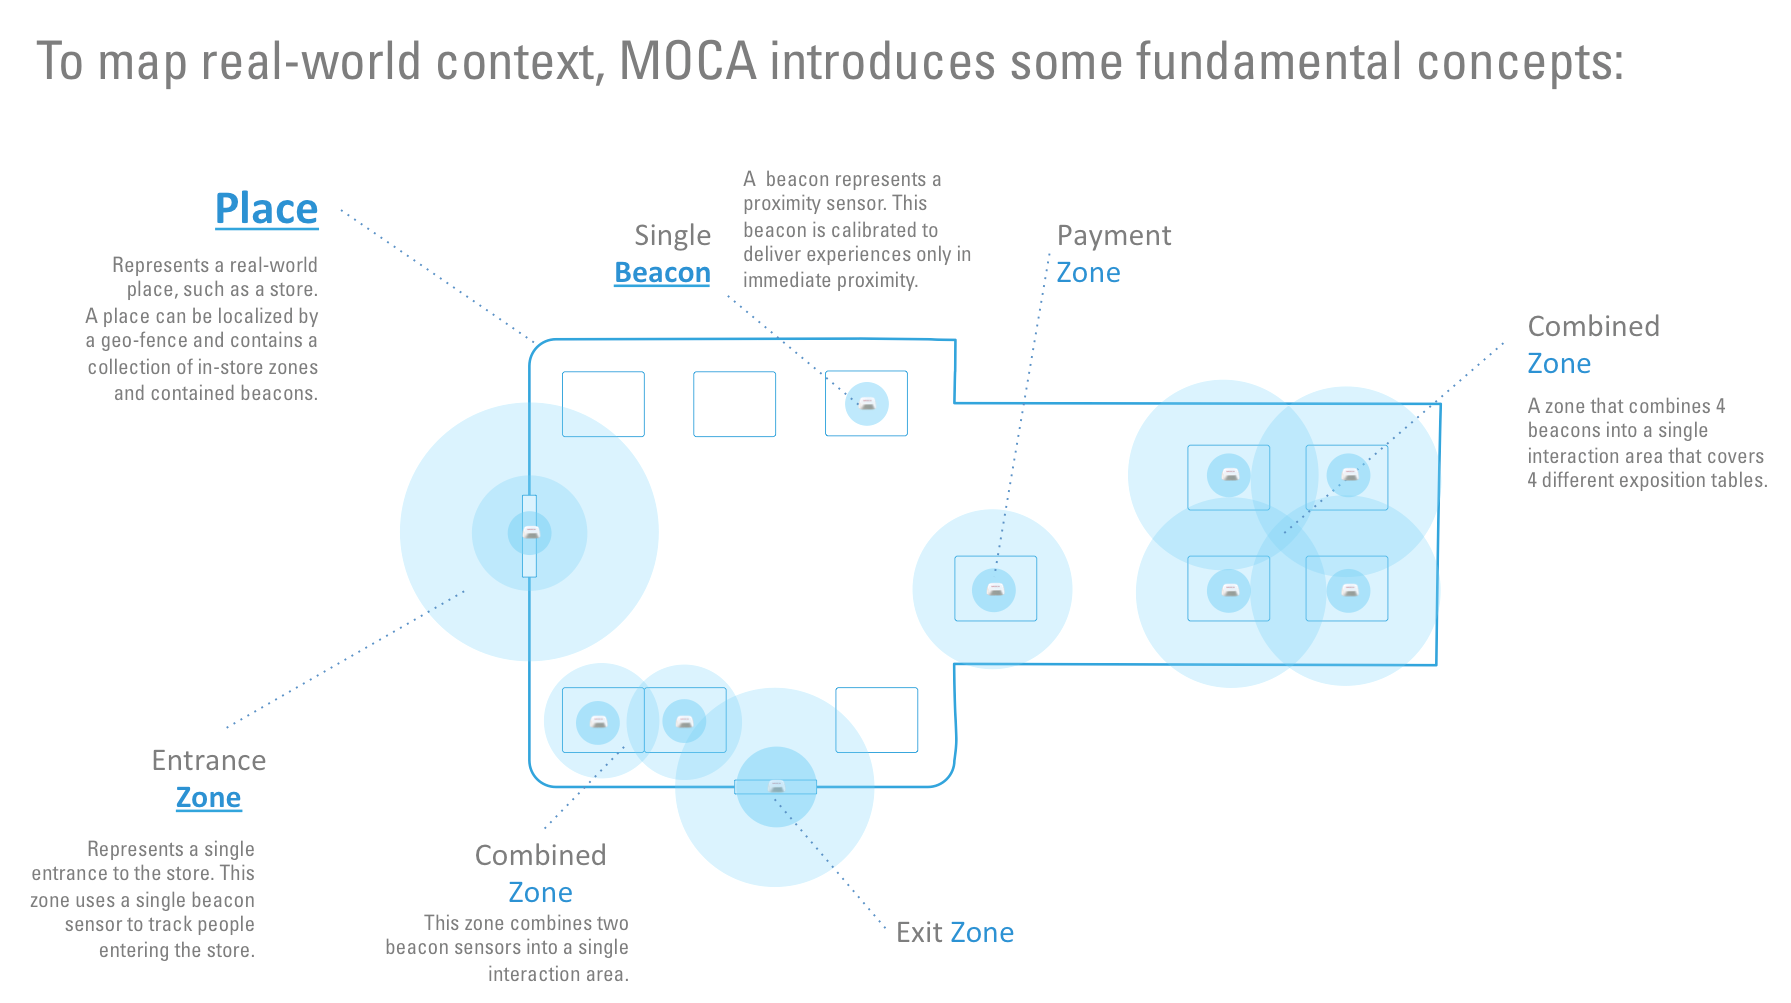 To map real-world context, MOCA introduces some fundamental concepts:
Place
Represents a real-world
place, such as a store.
A place can be localized by
a geo-fence and contains a
collection of in-store zones
and contained beacons.
Single
Beacon
A beacon represents a
proximity sensor. This
beacon is calibrated to
deliver experiences only in
immediate proximity.
Payment
Zone
Combined
Zone
A zone that combines 4
beacons into a single
interaction area that covers
4 different exposition tables.
Entrance
Zone
Represents a single
entrance to the store. This
zone uses a single beacon
sensor to track people
entering the store.
Combined
Zone
This zone combines two
beacon sensors into a single
interaction area.
Exit Zone